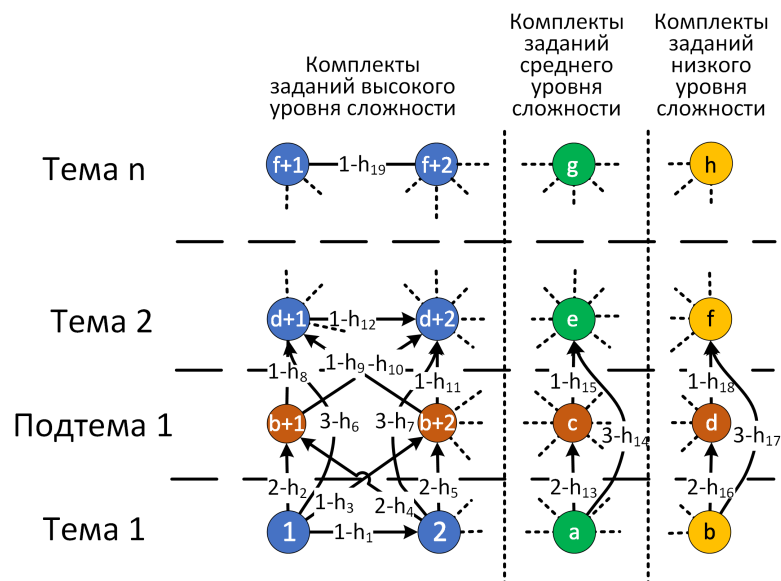 Комплекты
заданий высокого
уровня сложности
Комплекты
заданий
среднего
уровня
сложности
Комплекты
заданий
низкого
уровня
сложности
Тема n
f+1
1-h19
f+2
g
h
Тема 2
d+1
1-h12
d+2
e
f
1-h8
1-h9-h10
1-h11
1-h15
1-h18
Подтема 1
b+1
3-h6
3-h7
b+2
c
3-h14
d
3-h17
2-h2
1-h3
2-h4
2-h5
2-h13
2-h16
Тема 1
1
1-h1
2
a
b